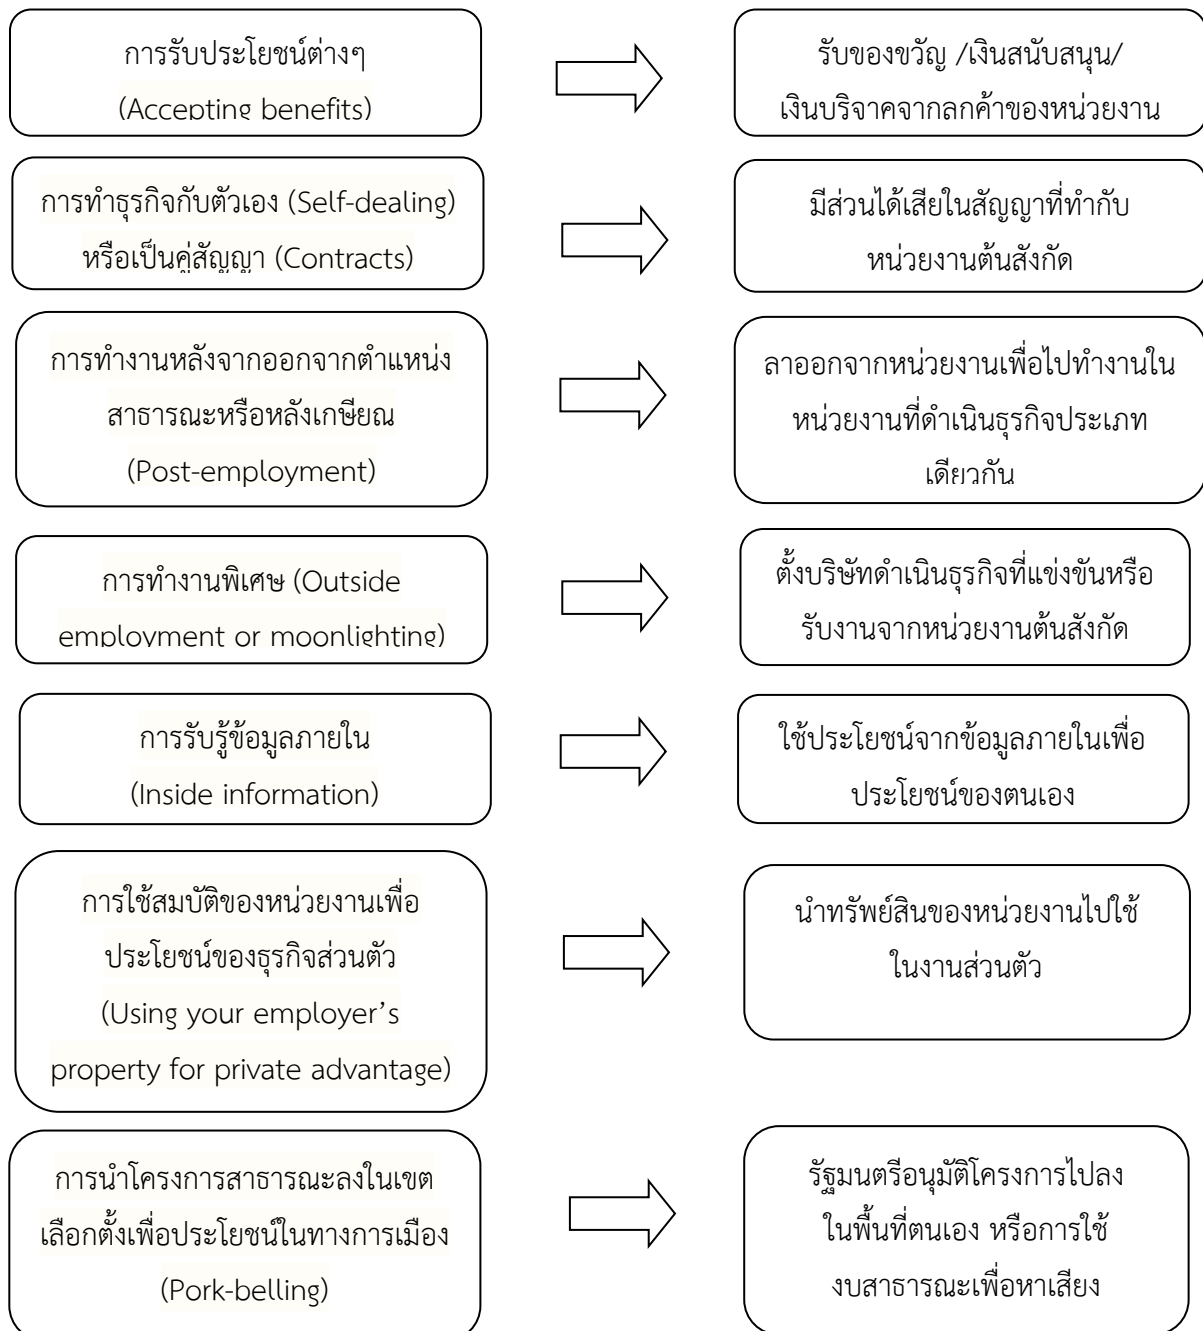 การรับประโยชน์ต่างๆ
(Accepting benefits)
รับของขวัญ /เงินสนับสนุน/
เงินบริจาคจากลกค้าของหน่วยงาน
การทำธุรกิจกับตัวเอง (Self-dealing)
หรือเป็นคู่สัญญา (Contracts)
มีส่วนได้เสียในสัญญาที่ทำกับ
หน่วยงานต้นสังกัด
การทำงานหลังจากออกจากตำแหน่ง
สาธารณะหรือหลังเกษียณ
(Post-employment)
ลาออกจากหน่วยงานเพื่อไปทำงานใน
หน่วยงานที่ดำเนินธุรกิจประเภท
เดียวกัน
การทำงานพิเศษ (Outside
employment or moonlighting)
ตั้งบริษัทดำเนินธุรกิจที่แข่งขันหรือ
รับงานจากหน่วยงานต้นสังกัด
การรับรู้ข้อมูลภายใน
(Inside information)
ใช้ประโยชน์จากข้อมูลภายในเพื่อ
ประโยชน์ของตนเอง
การใช้สมบัติของหน่วยงานเพื่อ
ประโยชน์ของธุรกิจส่วนตัว
(Using your employer’s
property for private advantage)
นำทรัพย์สินของหน่วยงานไปใช้
ในงานส่วนตัว
การนำโครงการสาธารณะลงในเขต
เลือกตั้งเพื่อประโยชน์ในทางการเมือง
(Pork-belling)
รัฐมนตรีอนุมัติโครงการไปลง
ในพื้นที่ตนเอง หรือการใช้
งบสาธารณะเพื่อหาเสียง